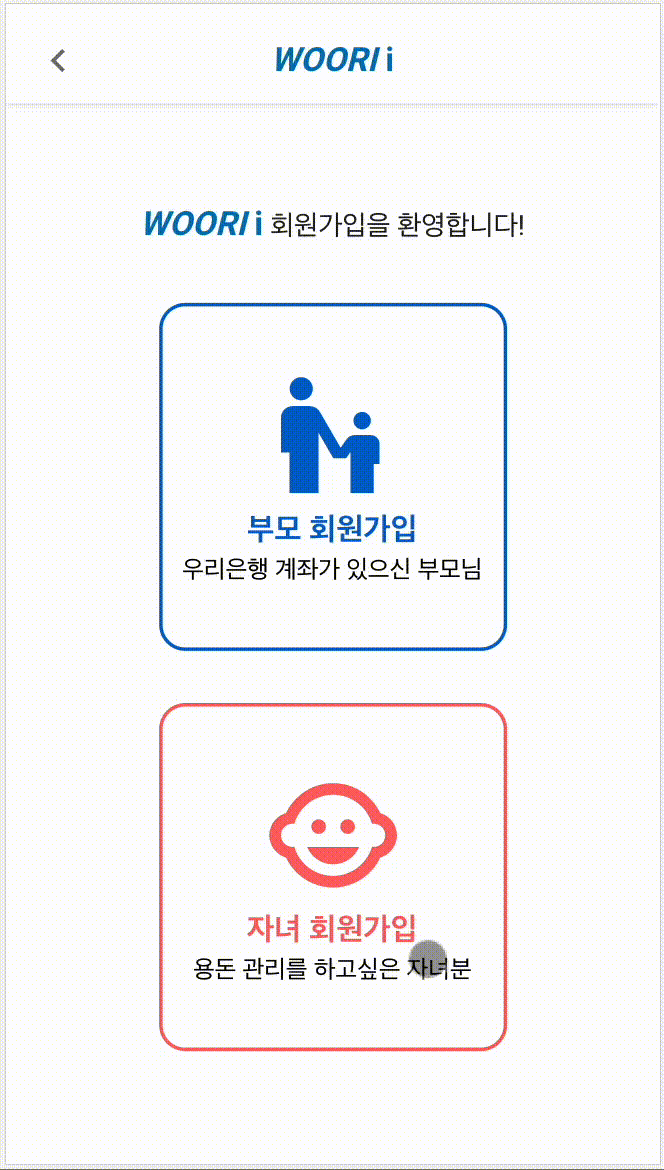 WOORI i
WOORI i 회원가입을 환영합니다!
부모 회원가입
우리은행 계좌가 있으신 부모님
자녀 회원가입
용돈 관리를 하고싶은 자녀분